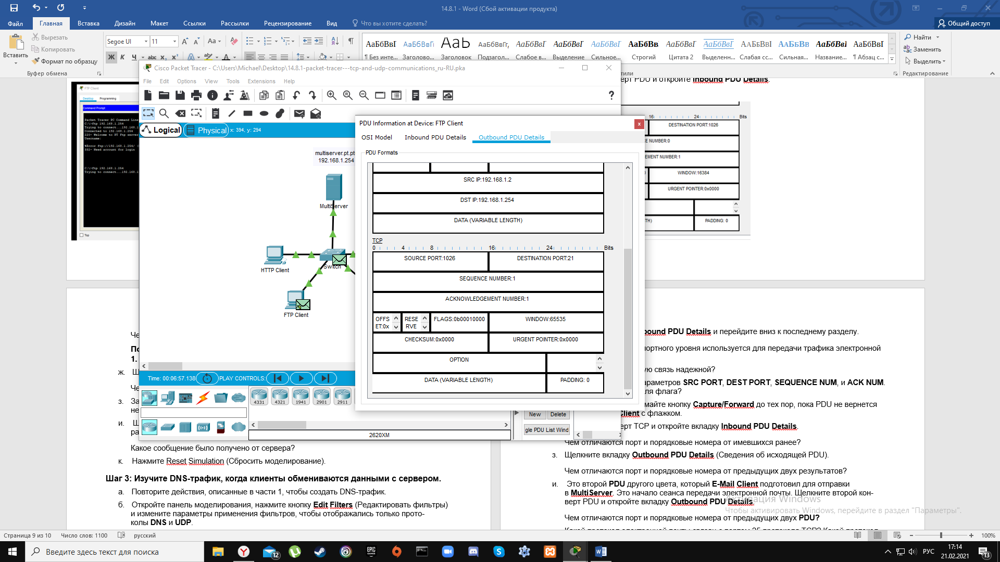 14.8.1 - Word (Сбой активации продукта)
Файл Главная Вставка Дизайн Макет Ссылки Рассылки Рецензирование Вид Что вы хотите сделать? Общий доступ
Вставить
Вырезать
Копировать
Формат по образцу
Буфер обмена
Segoe UI 11
АаБбВвГ АаБбВвГг АаБ АаБбВвГг, АаБбВвГ АаБбВвГ АаБбВвГ АаБбВв АаБбВвГ АаБбВвГ ААБбВвГ АаБбВв АаБбВвГ АаБбВвГ
¶ Без инте... Заголово... Заголовок Подзагол... Слабое в... Выделение Сильное... Строгий Цитата 2 Выделенн... Слабая сс... Сильная... Название... ¶ Абзац с...
Найти
Заменить
Выделить
Редактирование
Cisco Packet Tracer - C:\Users\Michael\Desktop\14.8.1-packet-tracer---tcp-and-udp-communications_ru-RU.pka
File Edit Options View Tools Extensions Help
Logical Physical x: 394, y: 294
multiserver.pt.pt
192.168.1.254
MultiServer
HTTP Client
Switch
FTP Client
Time: 00:06:57.138 PLAY CONTROLS:
4331 4321 1941 2901 2911
2620XM
New Delete
gle PDU List Wind
FTP Client
Desktop Programming
Command Prompt
Packet Tracer PC Command Line
C:\>ftp 192.168.1.254
Trying to connect...192.168.1
Connected to 192.168.1.254
220- Welcome to PT Ftp server
Username:
%Error ftp://192.168.1.254/ (
332- Need account for login
C:\>ftp 192.168.1.254
Trying to connect...192.168.1
Top
PDU Information at Device: FTP Client
OSI Model Inbound PDU Details Outbound PDU Details
PDU Formats
SRC IP:192.168.1.2
DST IP:192.168.1.254
DATA (VARIABLE LENGTH)
TCP
0 4 8 16 24 Bits
SOURCE PORT:1026 DESTINATION PORT:21
SEQUENCE NUMBER:1
ACKNOWLEDGEMENT NUMBER:1
OFFS
ET:0x RESE
RVE FLAGS:0b00010000 WINDOW:65535
CHECKSUM:0x0000 URGENT POINTER:0x0000
OPTION
DATA (VARIABLE LENGTH) PADDING: 0
ерт PDU и откройте Inbound PDU Details.
16 24 Bits
DESTINATION PORT:1026
E NUMBER:0
EMENT NUMBER:1
WINDOW:16384
URGENT POINTER:0x0000
TH) PADDING: 0
Че
По
1.
ж. Щ
Че
з. За
не
и. Щ
ра
Какое сообщение было получено от сервера?
к. Нажмите Reset Simulation (Сбросить моделирование).
Шаг 3: Изучите DNS-трафик, когда клиенты обмениваются данными с сервером.
а. Повторите действия, описанные в части 1, чтобы создать DNS-трафик.
б. Откройте панель моделирования, нажмите кнопку Edit Filters (Редактировать фильтры)
и измените параметры применения фильтров, чтобы отображались только прото-
колы DNS и UDP.
bound PDU Details и перейдите вниз к последнему разделу.
портного уровня используется для передачи трафика электронной
ую связь надежной?
араметров SRC PORT, DEST PORT, SEQUENCE NUM, и ACK NUM.
ля флага?
майте кнопку Capture/Forward до тех пор, пока PDU не вернется
Client с флажком.
ерт TCP и откройте вкладку Inbound PDU Details.
Чем отличаются порт и порядковые номера от имевшихся ранее?
з. Щелкните вкладку Outbound PDU Details (Сведения об исходящей PDU).
Чем отличаются порт и порядковые номера от предыдущих двух результатов?
и. Это второй PDU другого цвета, который E-Mail Client подготовил для отправки
в MultiServer. Это начало сеанса передачи электронной почты. Щелкните второй кон-
верт PDU и откройте вкладку Outbound PDU Details.
Чем отличаются порт и порядковые номера от предыдущих двух PDU?
Активация Windows
Чтобы активировать Windows, перейдите в раздел "Параметры".
Страница 9 из 10 Число слов: 1100 русский 100%
Введите здесь текст для поиска
12
EPIC GAMES
РУС
17:14
21.02.2021
13